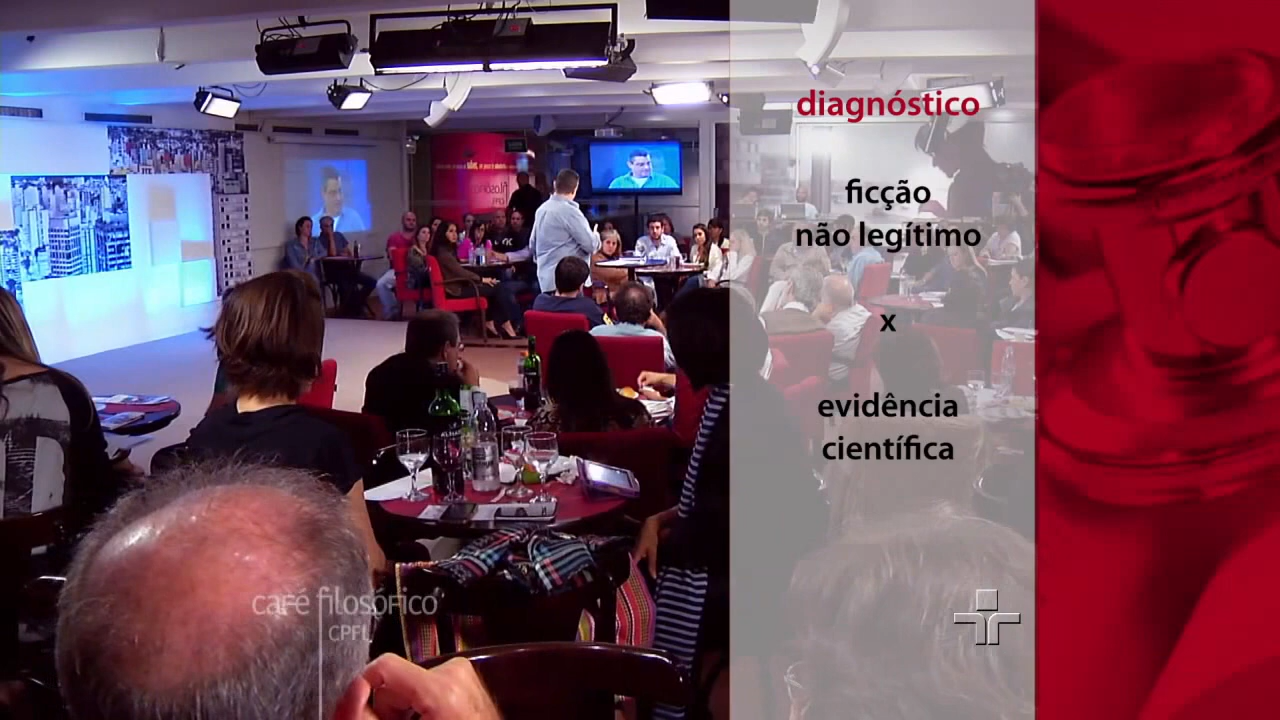 diagnóstico
ficção
não legítimo
x
evidência
científica
café filosófico
CPFL